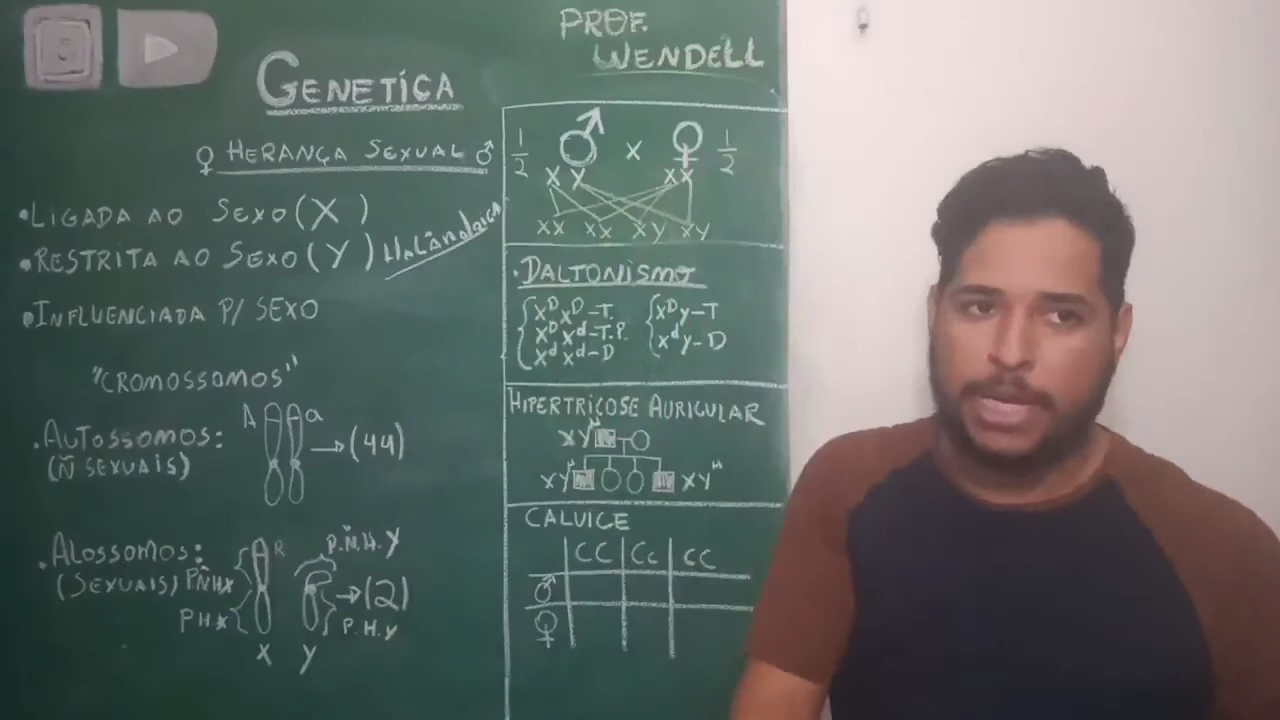 PROF.
WENDELL
GENETICA
♀ HERANÇA SEXUAL ♂
• LIGADA AO SEXO (X)
• RESTRITA AO SEXO (Y) HOLÂNDRICA
• INFLUENCIADA P/ SEXO
"CROMOSSOMOS"
• AUTOSSOMOS:
(Ñ SEXUAIS)
A a → (44)
• ALOSSOMOS:
(SEXUAIS)
P Ñ H X
P H X
R
P.Ñ.H.Y
→ (2)
P.H.Y
X Y
1/2 ♂ X ♀ 1/2
XY XX
XX XX XY XY
• DALTONISMO
X^D X^D - T. X^D Y - T
X^D X^d - T.P. X^d Y - D
X^d X^d - D
HIPERTRICOSE AURICULAR
XY^H
XY^H XY^H
CALVICE
CC Cc CC
♂
♀